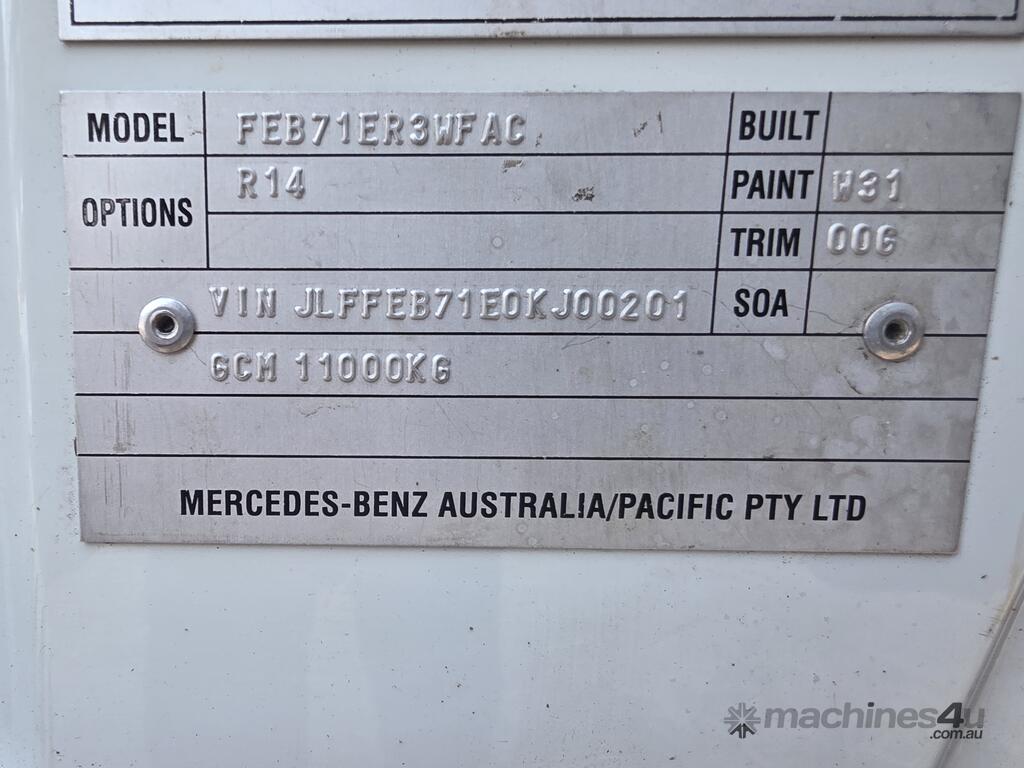 MODEL FEB71ER3WFAC BUILT
OPTIONS R14 PAINT W31
TRIM 006
VIN JLFFEB71E0KJ00201 SOA
GCM 11000KG
MERCEDES-BENZ AUSTRALIA/PACIFIC PTY LTD
machines4u
.com.au